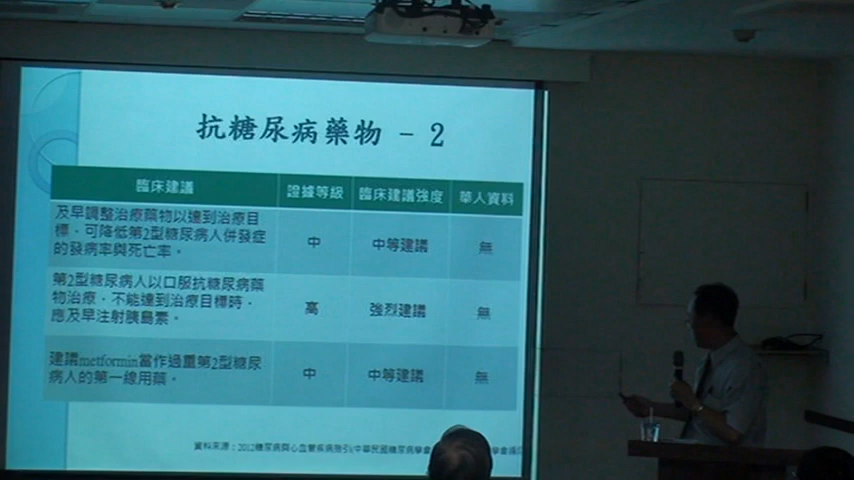 抗糖尿病藥物 - 2
臨床建議 證據等級 臨床建議強度 華人資料
及早調整治療藥物以達到治療目
標，可降低第2型糖尿病人併發症
的發病率與死亡率。
中 中等建議 無
第2型糖尿病人以口服抗糖尿病藥
物治療，不能達到治療目標時，
應及早注射胰島素。
高 強烈建議 無
建議metformin當作過重第2型糖尿
病人的第一線用藥。
中 中等建議 無
資料來源：2012糖尿病與心血管疾病指引(中華民國糖尿病學會